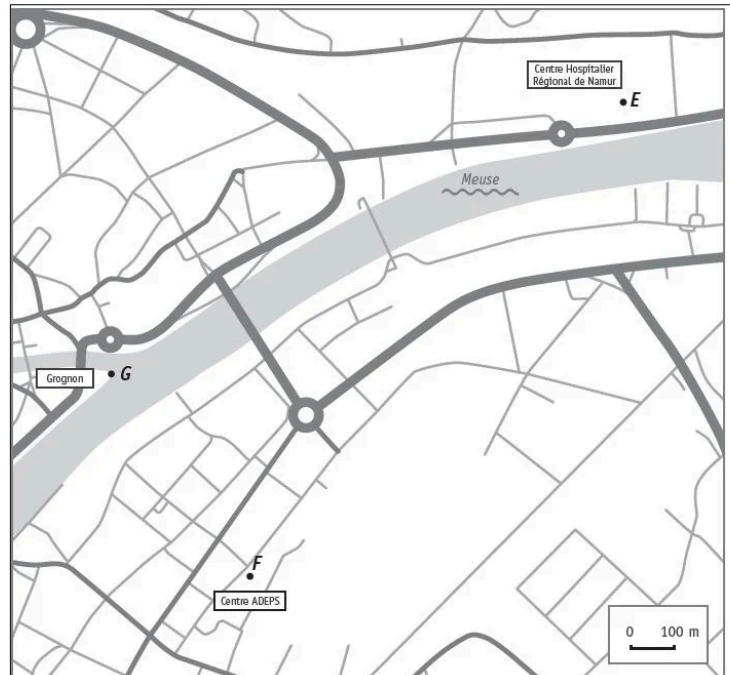 Centre Hospitalier
Régional de Namur
E
Meuse
Grognon
G
F
Centre ADEPS
0 100 m